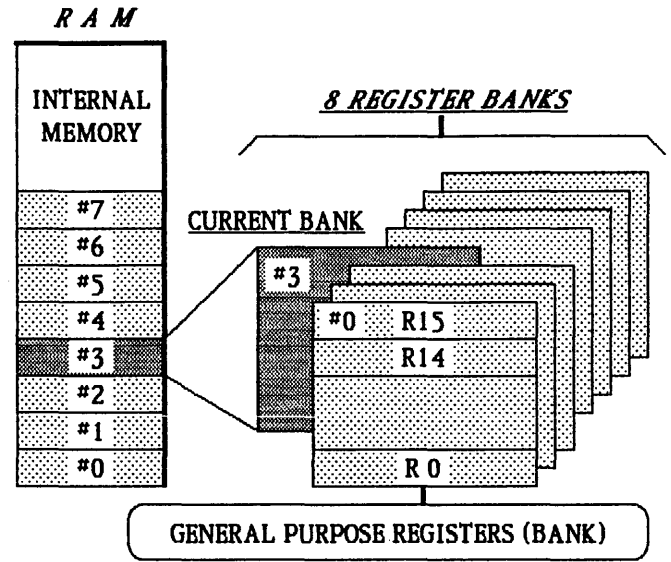 RAM
INTERNAL
MEMORY
#7
#6
#5
#4
#3
#2
#1
#0
8 REGISTER BANKS
CURRENT BANK
#3
#0 R15
R14
R0
GENERAL PURPOSE REGISTERS (BANK)